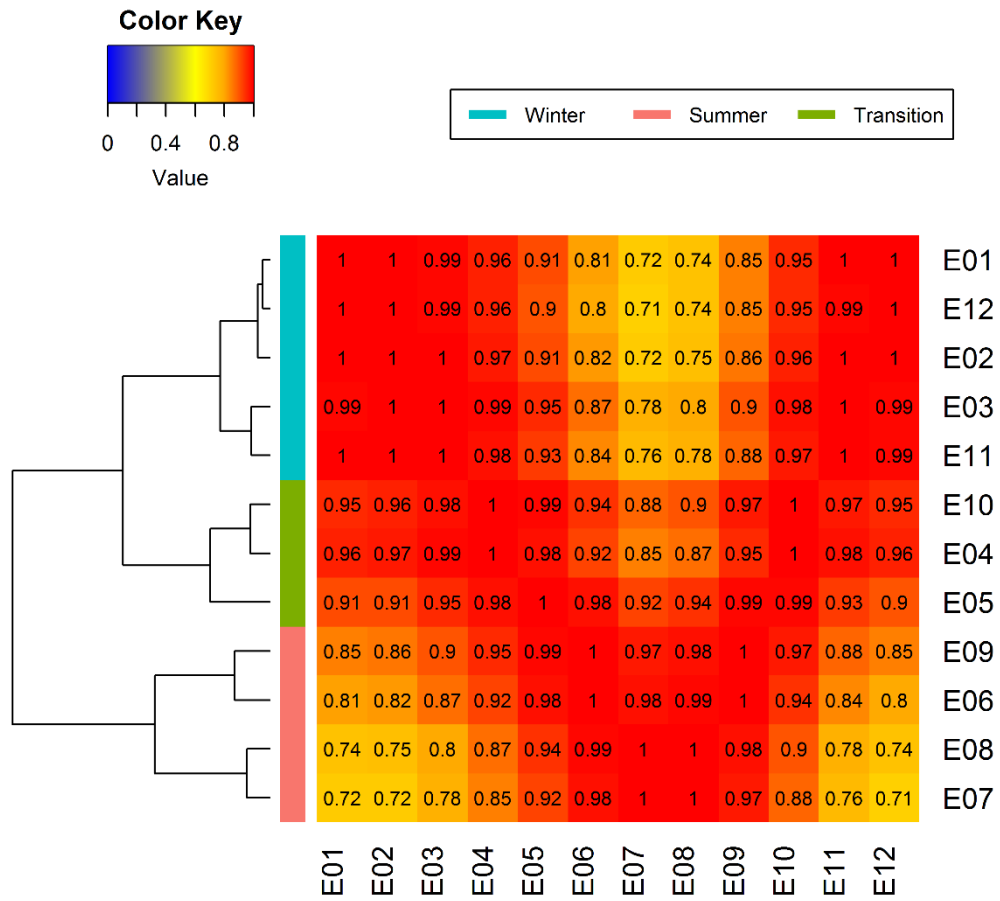 Color Key
0 0.4 0.8
Value
Winter Summer Transition
1 1 0.99 0.96 0.91 0.81 0.72 0.74 0.85 0.95 1 1 E01
1 1 0.99 0.96 0.9 0.8 0.71 0.74 0.85 0.95 0.99 1 E12
1 1 1 0.97 0.91 0.82 0.72 0.75 0.86 0.96 1 1 E02
0.99 1 1 0.99 0.95 0.87 0.78 0.8 0.9 0.98 1 0.99 E03
1 1 1 0.98 0.93 0.84 0.76 0.78 0.88 0.97 1 0.99 E11
0.95 0.96 0.98 1 0.99 0.94 0.88 0.9 0.97 1 0.97 0.95 E10
0.96 0.97 0.99 1 0.98 0.92 0.85 0.87 0.95 1 0.98 0.96 E04
0.91 0.91 0.95 0.98 1 0.98 0.92 0.94 0.99 0.99 0.93 0.9 E05
0.85 0.86 0.9 0.95 0.99 1 0.97 0.98 1 0.97 0.88 0.85 E09
0.81 0.82 0.87 0.92 0.98 1 0.98 0.99 1 0.94 0.84 0.8 E06
0.74 0.75 0.8 0.87 0.94 0.99 1 1 0.98 0.9 0.78 0.74 E08
0.72 0.72 0.78 0.85 0.92 0.98 1 1 0.97 0.88 0.76 0.71 E07
E01 E02 E03 E04 E05 E06 E07 E08 E09 E10 E11 E12